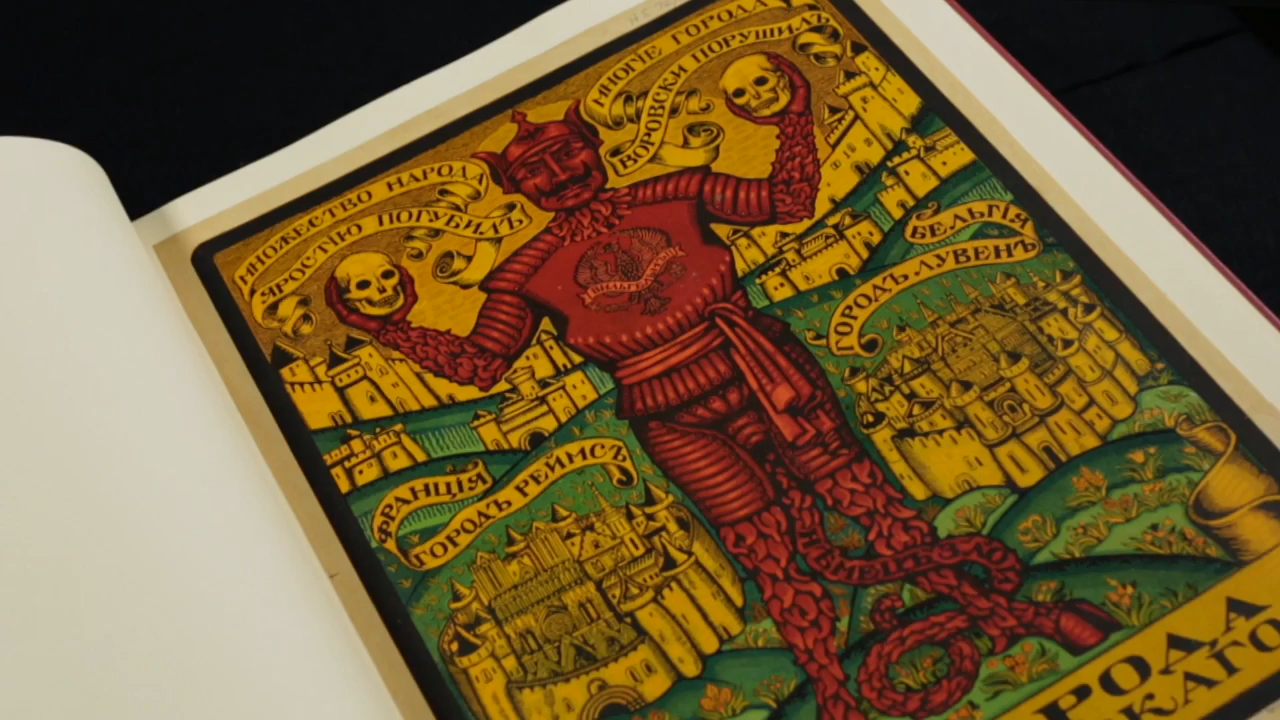 МНОЖЕСТВО НАРОДА
ЯРОСТІЮ ПОГУБИЛЪ
МНОГІЕ ГОРОДА
ВОРОВСКИ ПОРУШИЛЪ
БЕЛЬГІЯ
ГОРОДЪ ЛУВЕНЪ
ФРАНЦІЯ
ГОРОДЪ РЕЙМСЪ
РОДА
КАГО